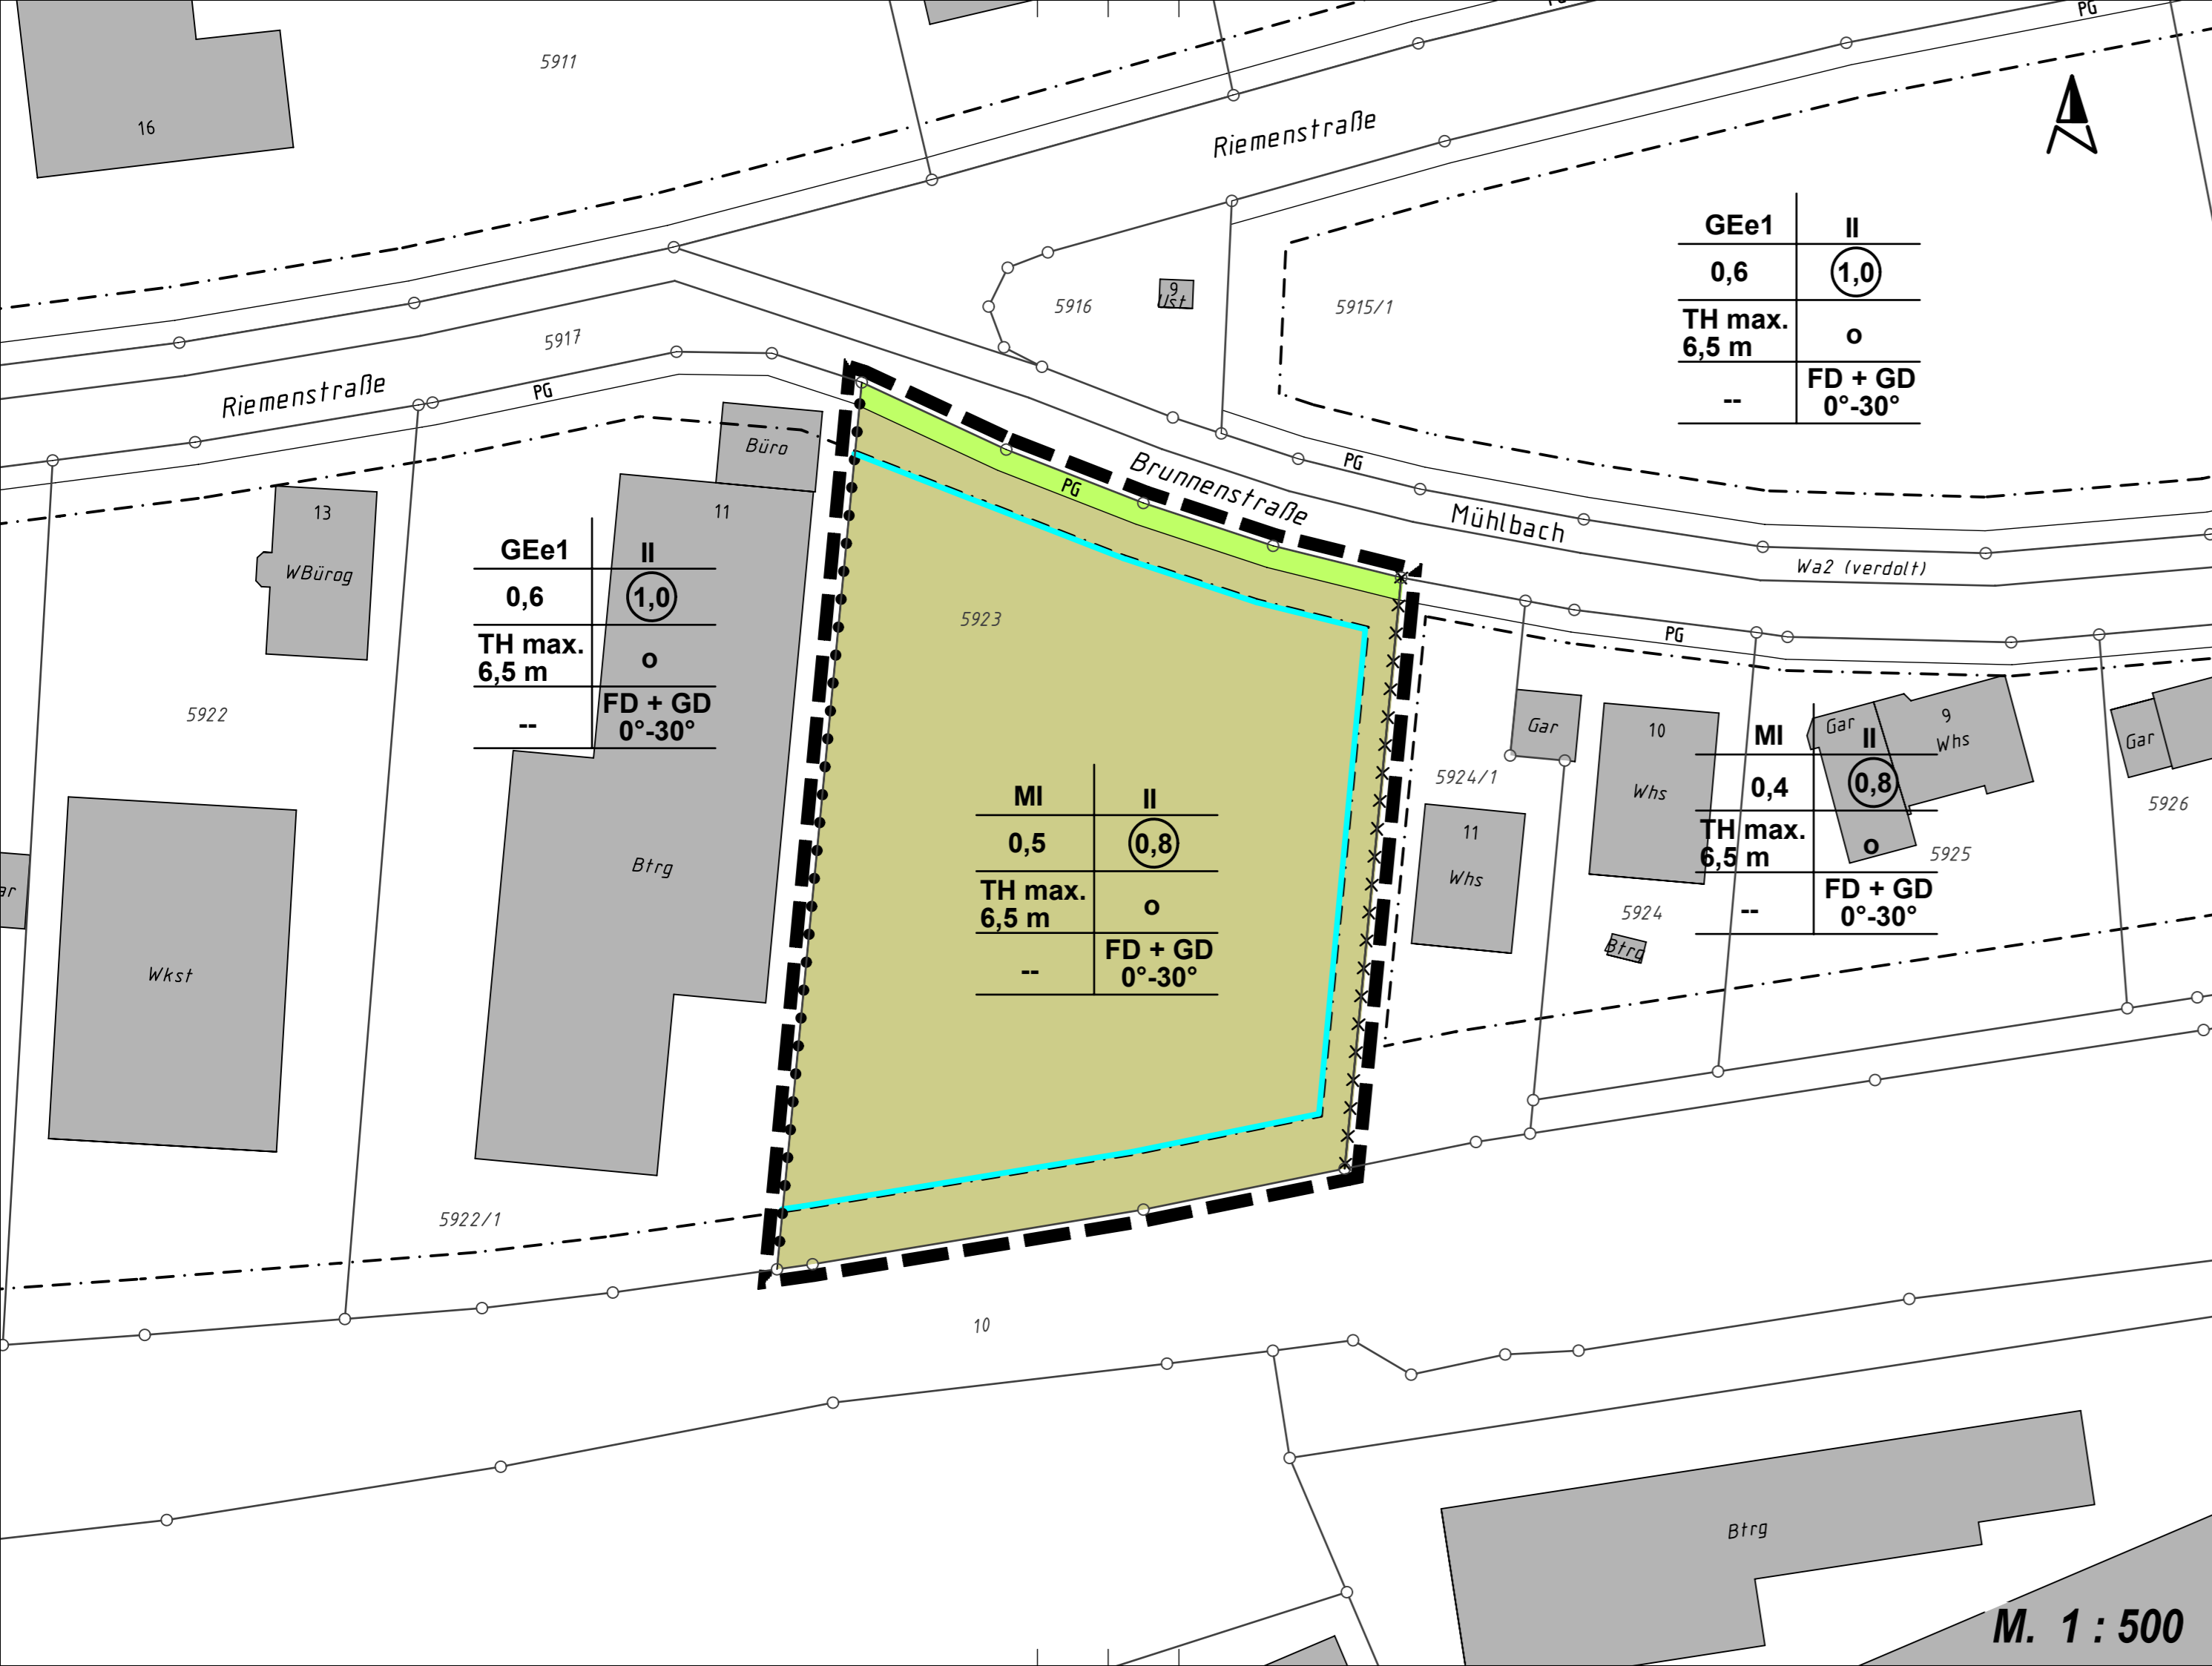 PG
PG
5911
16
Riemenstraße
GEe1 II
0,6 1,0
TH max. 6,5 m o
-- FD + GD 0°-30°
9
Ust
5916
5915/1
5917
Riemenstraße
PG
Büro
PG
Brunnenstraße
PG
Mühlbach
Wa2 (verdolt)
13
WBürog
11
GEe1 II
0,6 1,0
TH max. 6,5 m o
-- FD + GD 0°-30°
5923
PG
5922
Gar
10
Whs
Gar
9
Whs
Gar
MI II
0,4 0,8
TH max. 6,5 m o
-- FD + GD 0°-30°
5924/1
5926
MI II
0,5 0,8
TH max. 6,5 m o
-- FD + GD 0°-30°
11
Whs
5925
Btrg
ar
5924
Btrg
Wkst
5922/1
10
Btrg
M. 1 : 500